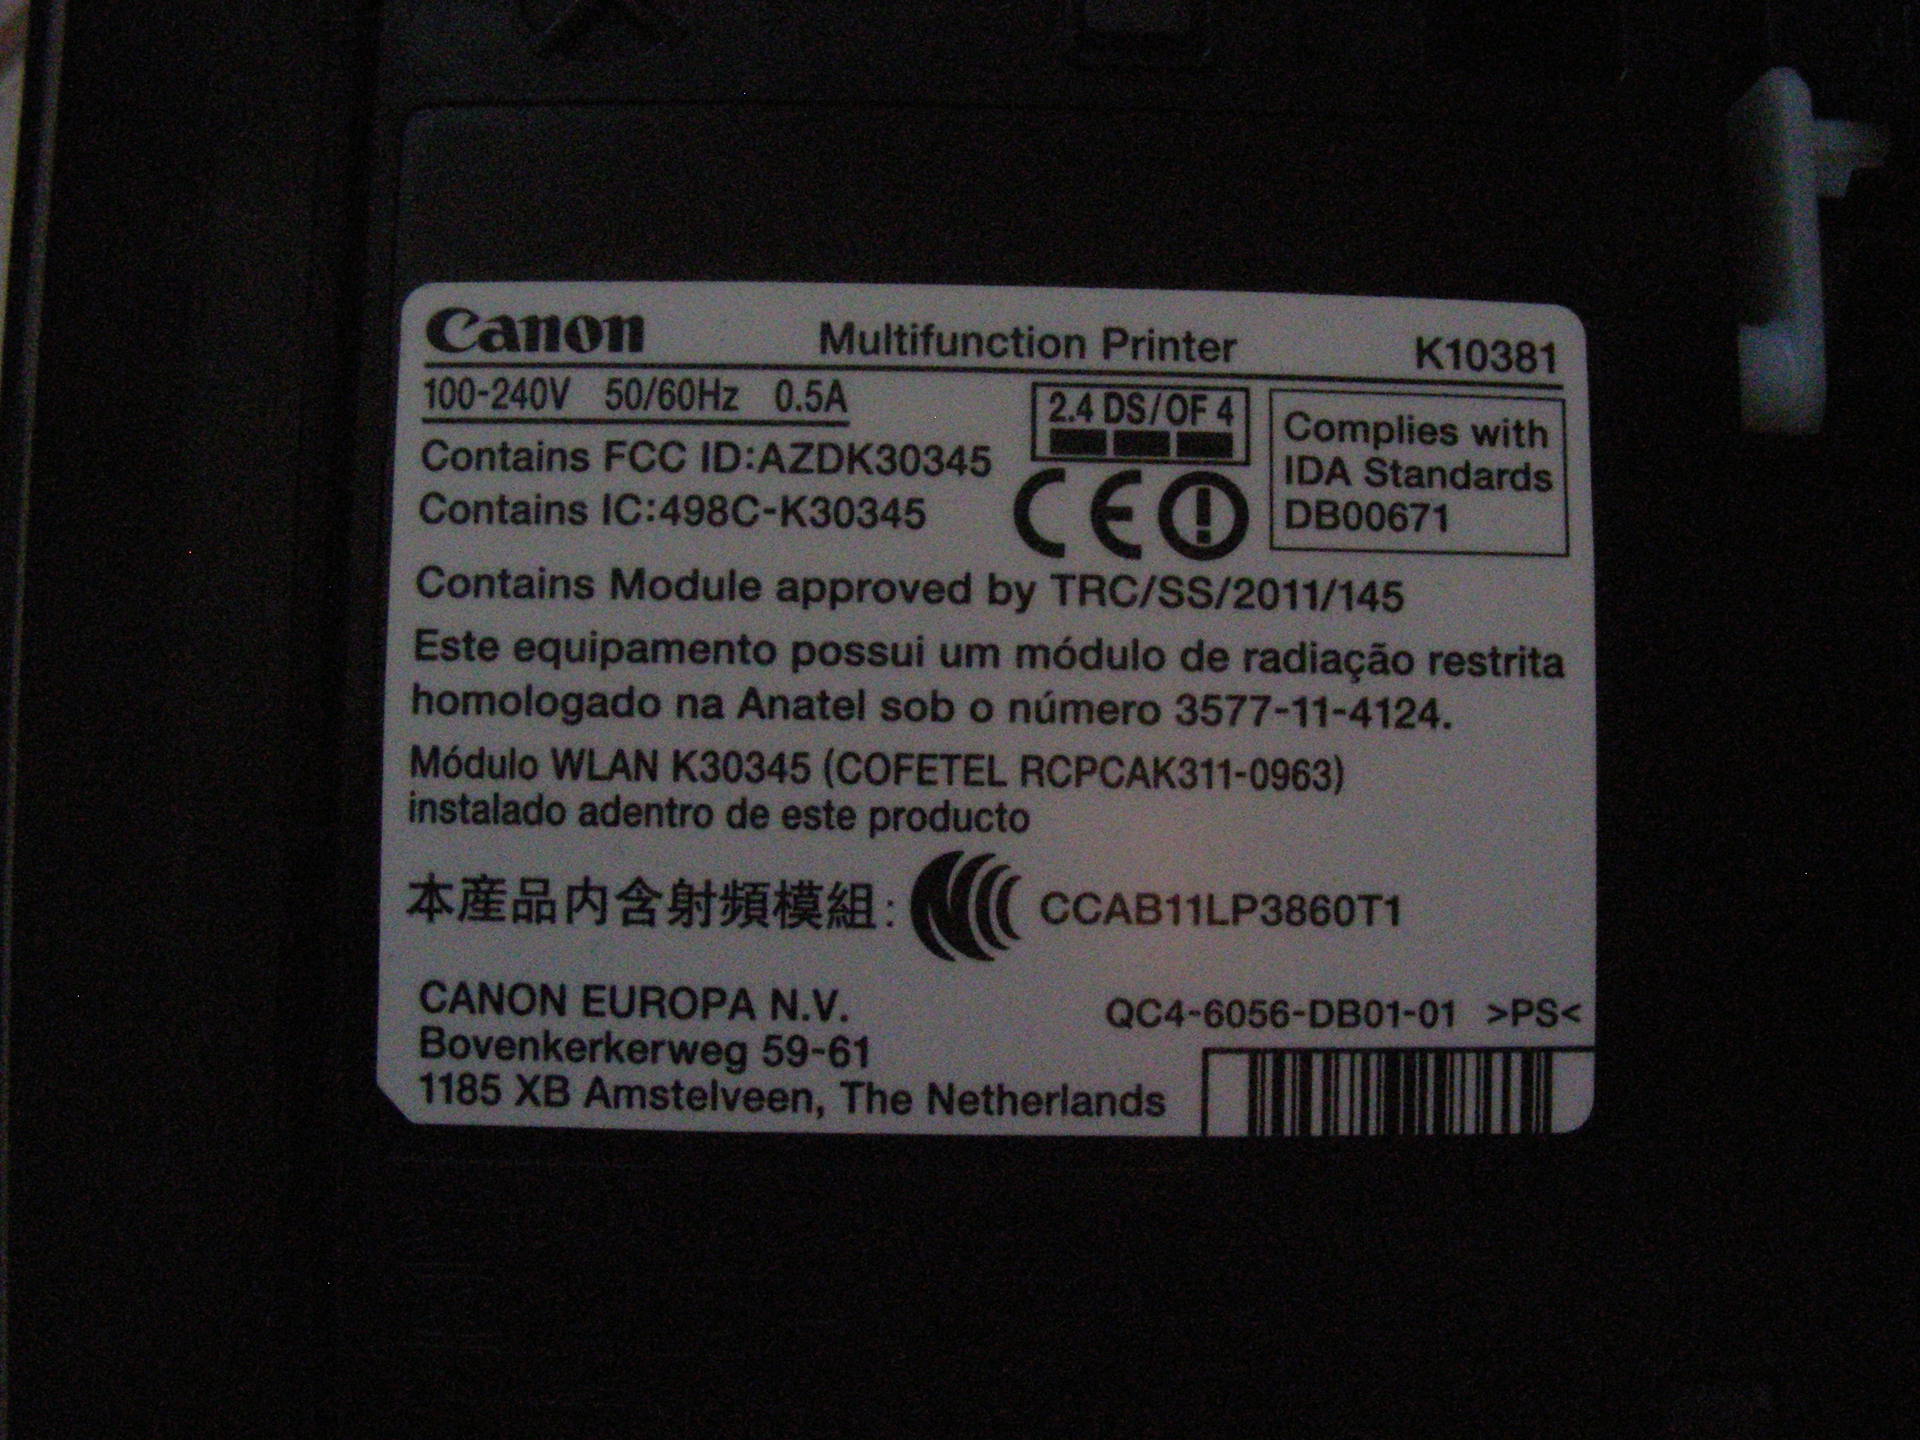 Canon Multifunction Printer K10381
100-240V 50/60Hz 0.5A
2.4 DS/OF 4
Complies with
IDA Standards
DB00671
Contains FCC ID:AZDK30345
Contains IC:498C-K30345
CE
Contains Module approved by TRC/SS/2011/145
Este equipamento possui um módulo de radiação restrita
homologado na Anatel sob o número 3577-11-4124.
Módulo WLAN K30345 (COFETEL RCPCAK311-0963)
instalado adentro de este producto
本産品内含射頻模組: CCAB11LP3860T1
CANON EUROPA N.V.
Bovenkerkerweg 59-61
1185 XB Amstelveen, The Netherlands
QC4-6056-DB01-01 >PS<